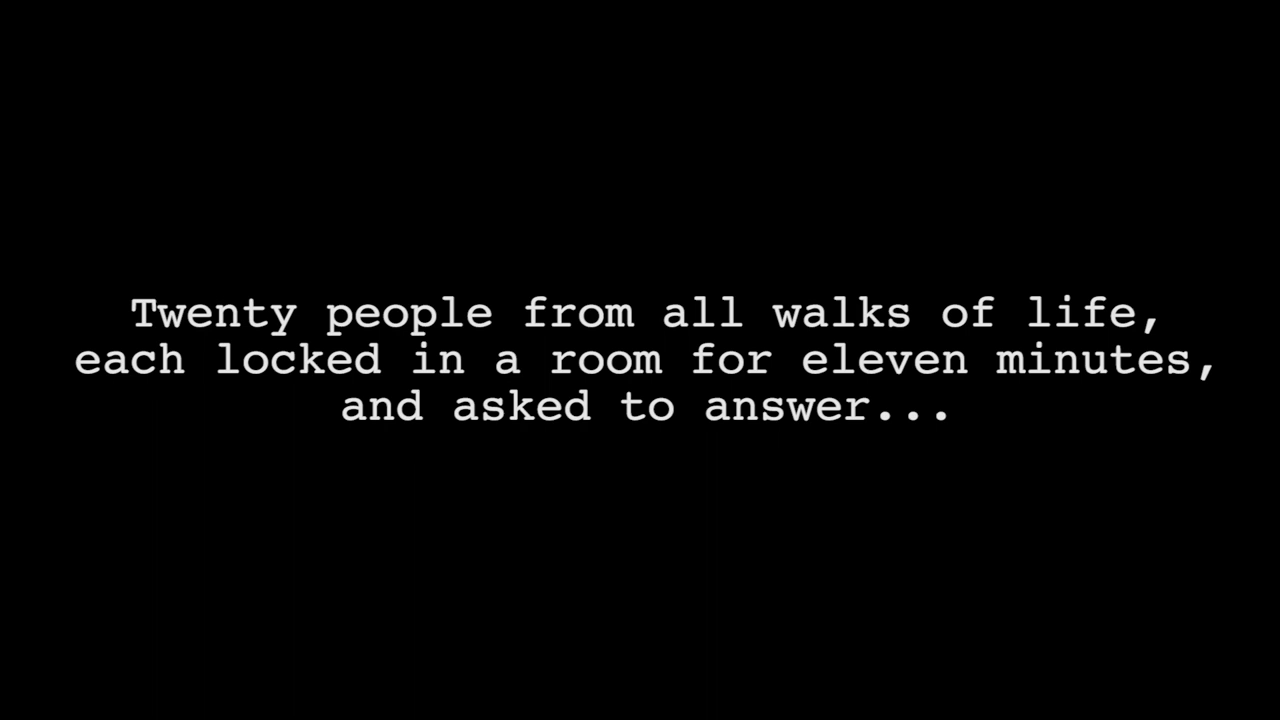 Twenty people from all walks of life,
each locked in a room for eleven minutes,
and asked to answer...